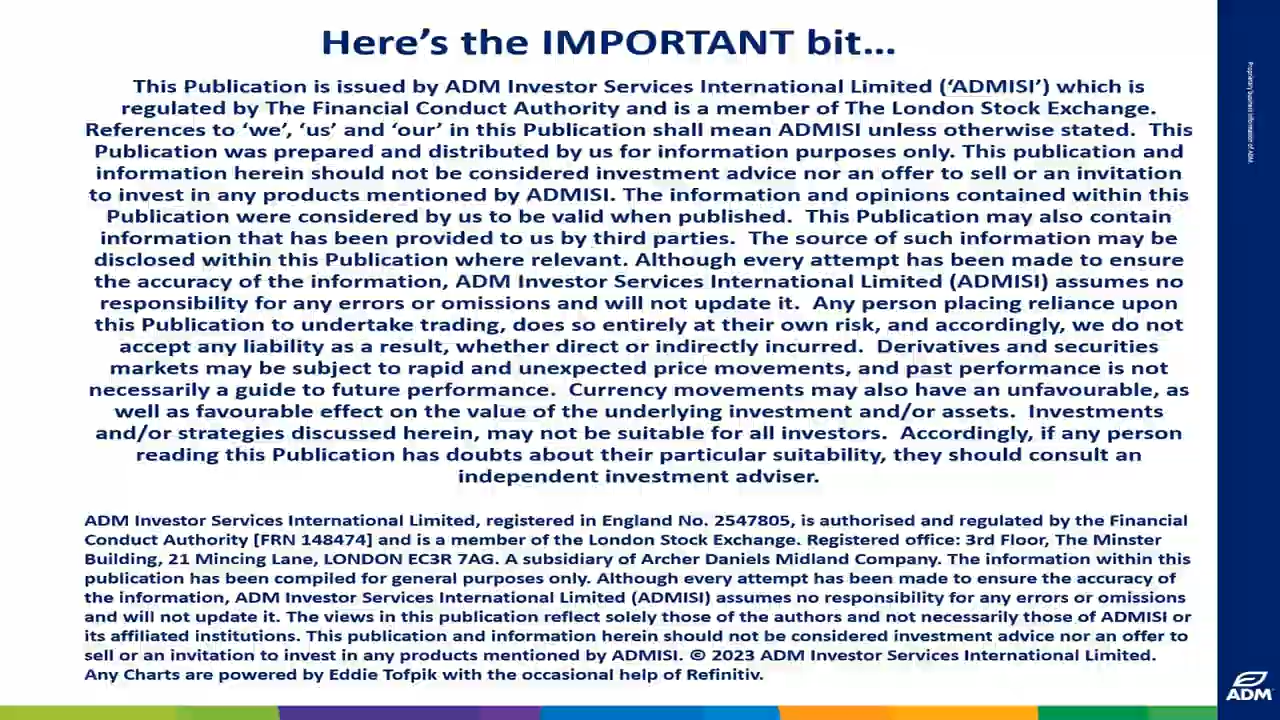 Here’s the IMPORTANT bit...
This Publication is issued by ADM Investor Services International Limited (‘ADMISI’) which is
regulated by The Financial Conduct Authority and is a member of The London Stock Exchange.
References to ‘we’, ‘us’ and ‘our’ in this Publication shall mean ADMISI unless otherwise stated.  This
Publication was prepared and distributed by us for information purposes only. This publication and
information herein should not be considered investment advice nor an offer to sell or an invitation
to invest in any products mentioned by ADMISI. The information and opinions contained within this
Publication were considered by us to be valid when published.  This Publication may also contain
information that has been provided to us by third parties.  The source of such information may be
disclosed within this Publication where relevant. Although every attempt has been made to ensure
the accuracy of the information, ADM Investor Services International Limited (ADMISI) assumes no
responsibility for any errors or omissions and will not update it.  Any person placing reliance upon
this Publication to undertake trading, does so entirely at their own risk, and accordingly, we do not
accept any liability as a result, whether direct or indirectly incurred.  Derivatives and securities
markets may be subject to rapid and unexpected price movements, and past performance is not
necessarily a guide to future performance.  Currency movements may also have an unfavourable, as
well as favourable effect on the value of the underlying investment and/or assets.  Investments
and/or strategies discussed herein, may not be suitable for all investors.  Accordingly, if any person
reading this Publication has doubts about their particular suitability, they should consult an
independent investment adviser.
ADM Investor Services International Limited, registered in England No. 2547805, is authorised and regulated by the Financial
Conduct Authority [FRN 148474] and is a member of the London Stock Exchange. Registered office: 3rd Floor, The Minster
Building, 21 Mincing Lane, LONDON EC3R 7AG. A subsidiary of Archer Daniels Midland Company. The information within this
publication has been compiled for general purposes only. Although every attempt has been made to ensure the accuracy of
the information, ADM Investor Services International Limited (ADMISI) assumes no responsibility for any errors or omissions
and will not update it. The views in this publication reflect solely those of the authors and not necessarily those of ADMISI or
its affiliated institutions. This publication and information herein should not be considered investment advice nor an offer to
sell or an invitation to invest in any products mentioned by ADMISI. © 2023 ADM Investor Services International Limited.
Any Charts are powered by Eddie Tofpik with the occasional help of Refinitiv.
Proprietary business information of ADM.
ADM